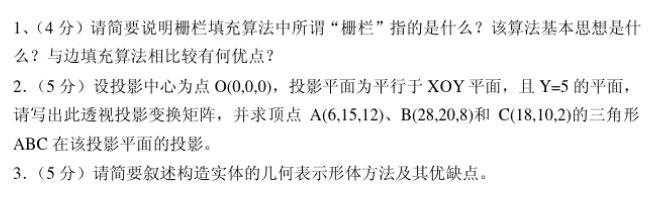 1、（4 分）请简要说明栅栏填充算法中所谓“栅栏”指的是什么？该算法基本思想是什
么？与边填充算法相比较有何优点？
2.（5 分）设投影中心为点 O(0,0,0)，投影平面为平行于 XOY 平面，且 Y=5 的平面，
请写出此透视投影变换矩阵，并求顶点 A(6,15,12)、B(28,20,8)和 C(18,10,2)的三角形
ABC 在该投影平面的投影。
3.（5 分）请简要叙述构造实体的几何表示形体方法及其优缺点。